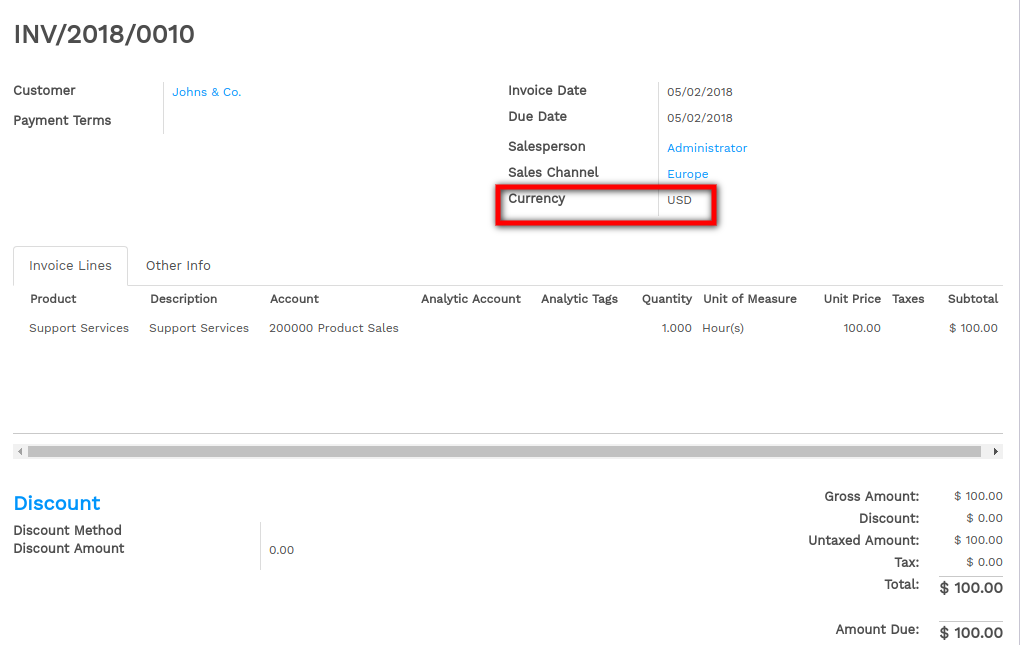 INV/2018/0010
Customer Johns & Co.
Payment Terms
Invoice Date 05/02/2018
Due Date 05/02/2018
Salesperson Administrator
Sales Channel Europe
Currency USD
Invoice Lines Other Info
Product Description Account Analytic Account Analytic Tags Quantity Unit of Measure Unit Price Taxes Subtotal
Support Services Support Services 200000 Product Sales 1.000 Hour(s) 100.00 $ 100.00
Discount
Discount Method
Discount Amount 0.00
Gross Amount: $ 100.00
Discount: $ 0.00
Untaxed Amount: $ 100.00
Tax: $ 0.00
Total: $ 100.00
Amount Due: $ 100.00